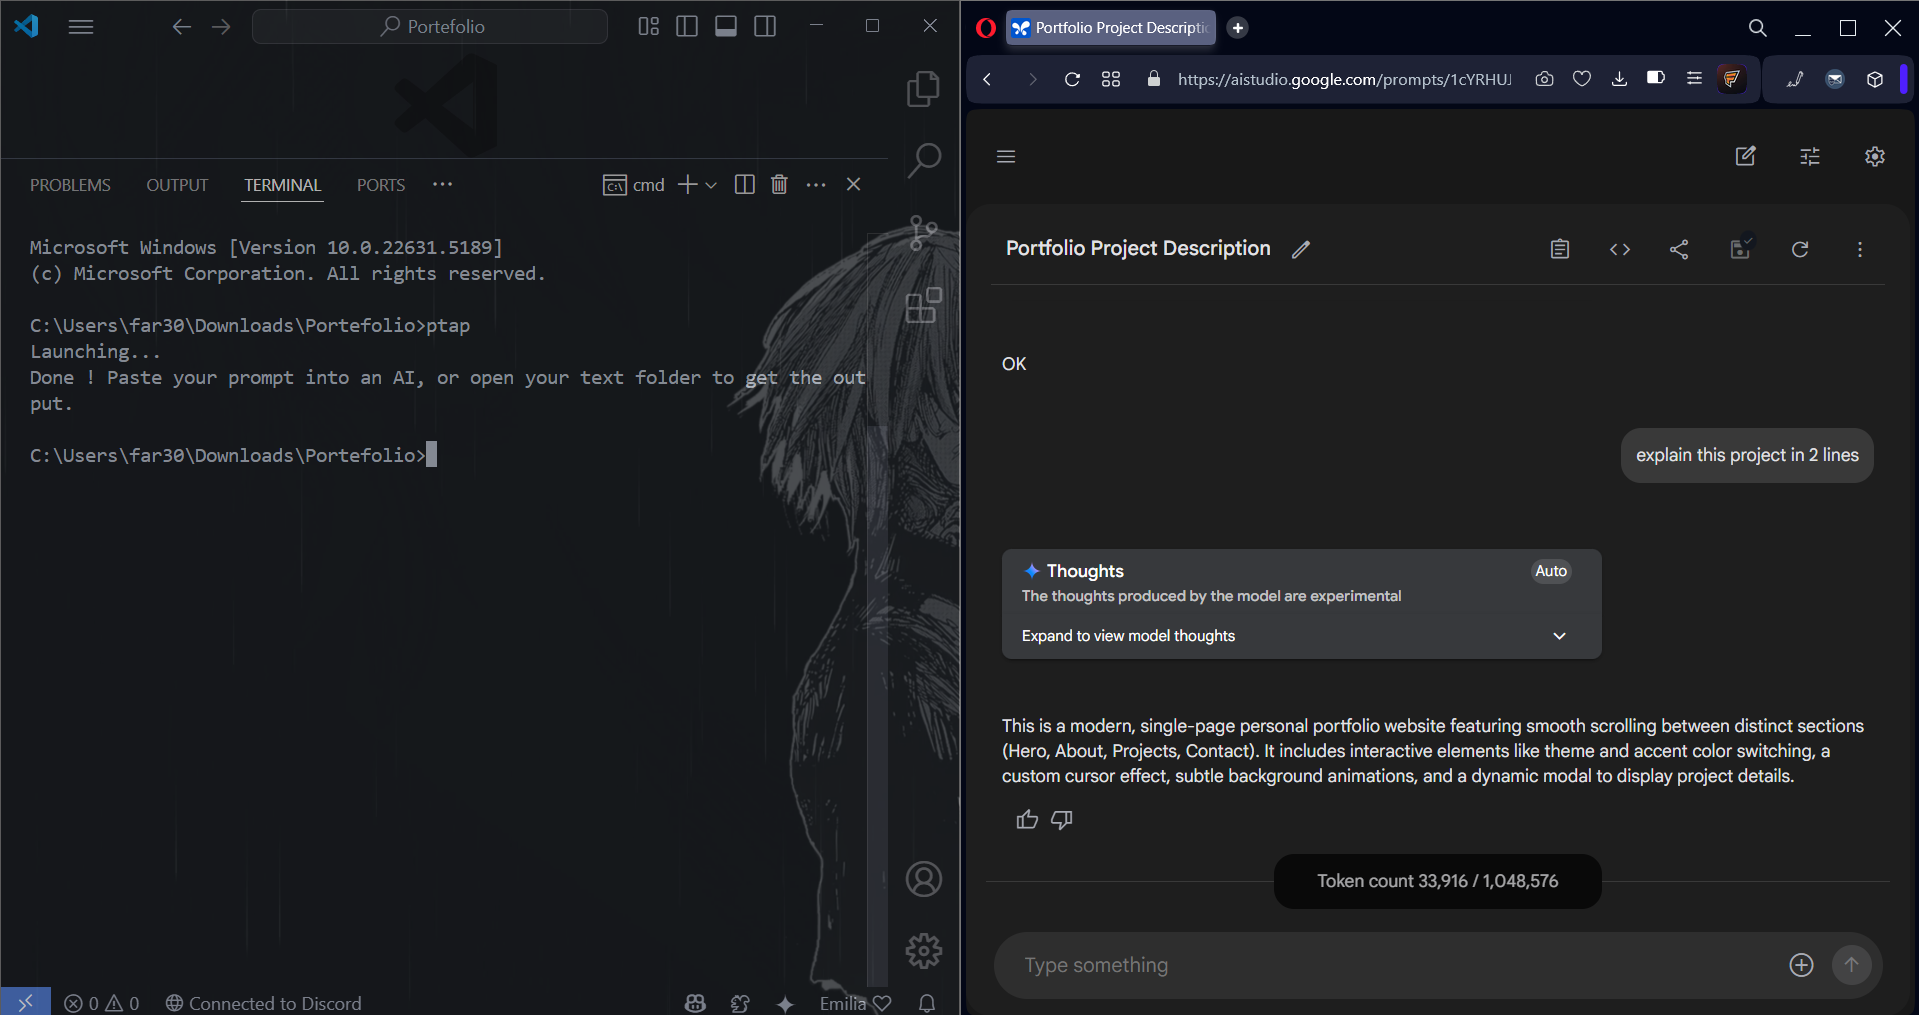 Portefolio
PROBLEMS OUTPUT TERMINAL PORTS
cmd
Microsoft Windows [Version 10.0.22631.5189]
(c) Microsoft Corporation. All rights reserved.
C:\Users\far30\Downloads\Portefolio>ptap
Launching...
Done ! Paste your prompt into an AI, or open your text folder to get the out
put.
C:\Users\far30\Downloads\Portefolio>
0 0 Connected to Discord Emilia
Portfolio Project Descriptio
https://aistudio.google.com/prompts/1cYRHUJ
Portfolio Project Description
OK
explain this project in 2 lines
Thoughts
Auto
The thoughts produced by the model are experimental
Expand to view model thoughts
This is a modern, single-page personal portfolio website featuring smooth scrolling between distinct sections
(Hero, About, Projects, Contact). It includes interactive elements like theme and accent color switching, a
custom cursor effect, subtle background animations, and a dynamic modal to display project details.
Token count 33,916 / 1,048,576
Type something